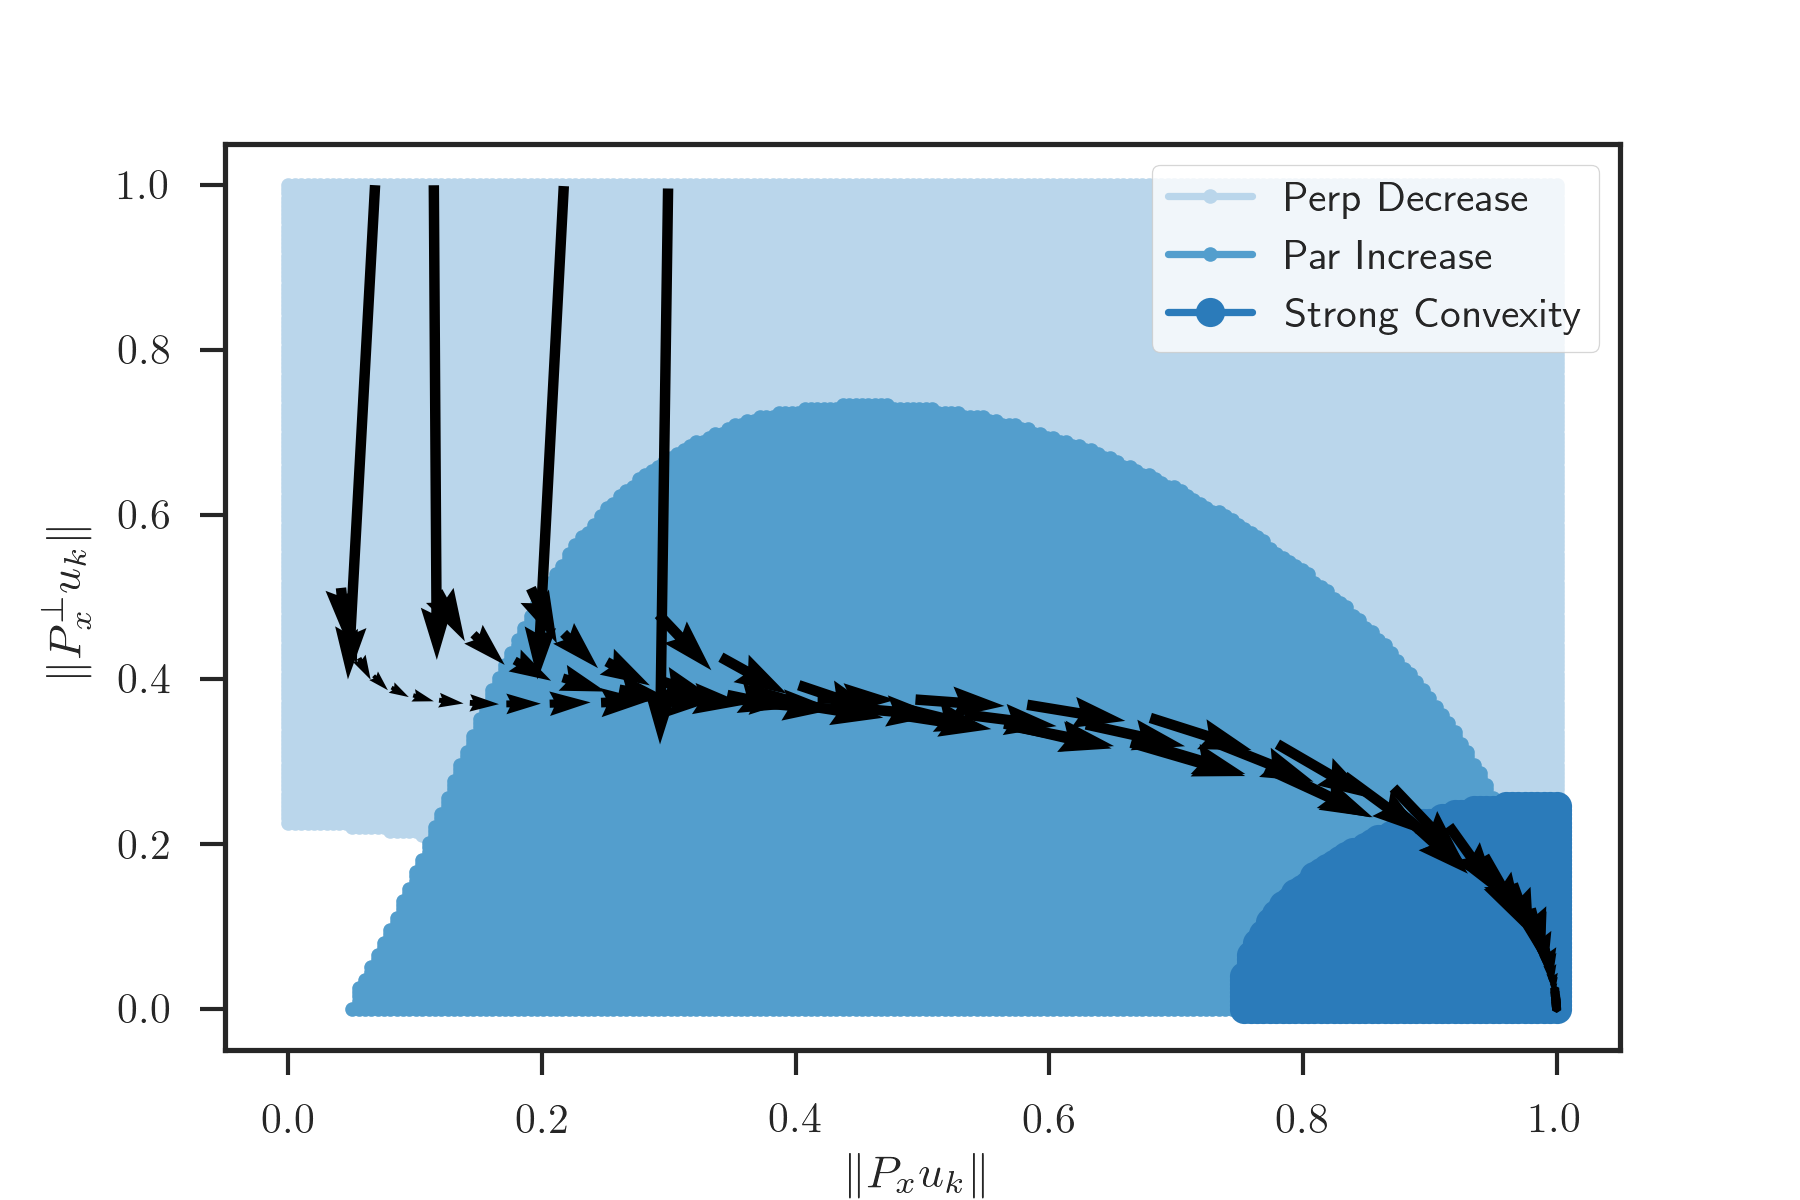 Perp Decrease
Par Increase
Strong Convexity
1.0
0.8
0.6
0.4
0.2
0.0
‖P_x^⊥ u_k‖
0.0 0.2 0.4 0.6 0.8 1.0
‖P_x u_k‖